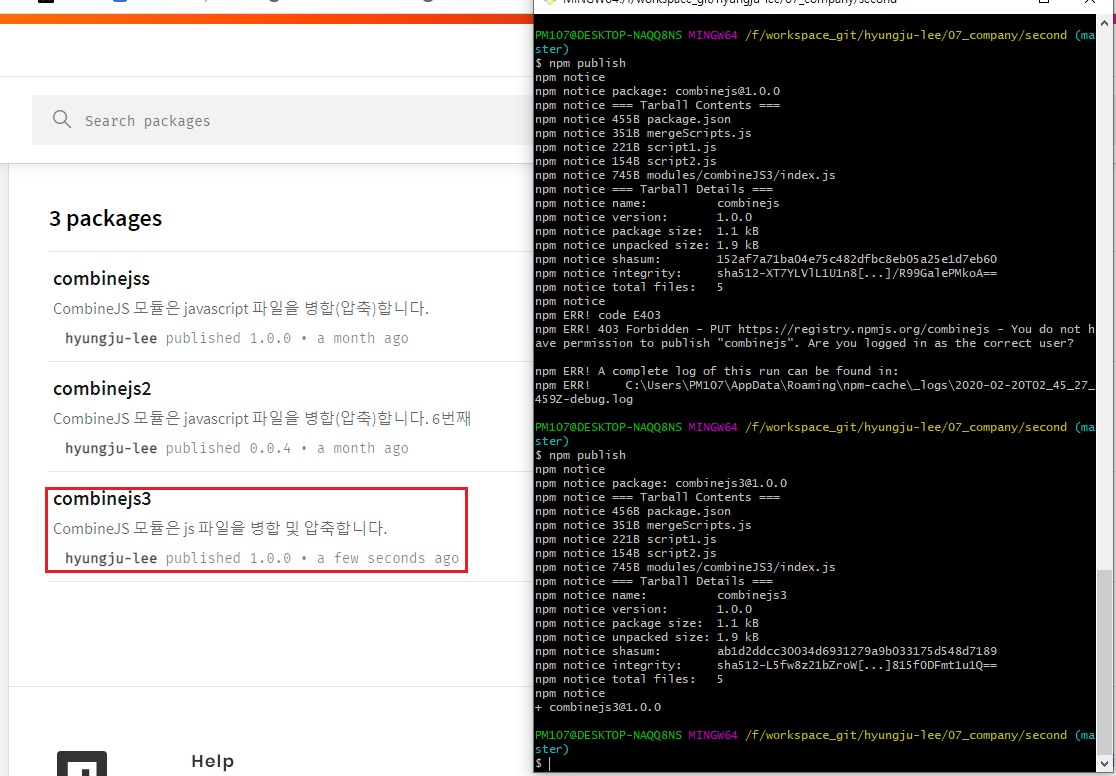 Search packages
3 packages
combinejss
CombineJS 모듈은 javascript 파일을 병합(압축)합니다.
hyungju-lee published 1.0.0 • a month ago
combinejs2
CombineJS 모듈은 javascript 파일을 병합(압축)합니다. 6번째
hyungju-lee published 0.0.4 • a month ago
combinejs3
CombineJS 모듈은 js 파일을 병합 및 압축합니다.
hyungju-lee published 1.0.0 • a few seconds ago
Help
MINGW64:/f/workspace_git/hyungju-lee/07_company/second
PM107@DESKTOP-NAQQ8NS MINGW64 /f/workspace_git/hyungju-lee/07_company/second (ma
ster)
$ npm publish
npm notice
npm notice package: combinejs@1.0.0
npm notice === Tarball Contents ===
npm notice 455B package.json
npm notice 351B mergeScripts.js
npm notice 221B script1.js
npm notice 154B script2.js
npm notice 745B modules/combineJS3/index.js
npm notice === Tarball Details ===
npm notice name:          combinejs
npm notice version:       1.0.0
npm notice package size:  1.1 kB
npm notice unpacked size: 1.9 kB
npm notice shasum:        152af7a71ba04e75c482dfbc8eb05a25e1d7eb60
npm notice integrity:     sha512-XT7YLVlL1U1n8[...]/R99GalePMkoA==
npm notice total files:   5
npm notice
npm ERR! code E403
npm ERR! 403 Forbidden - PUT https://registry.npmjs.org/combinejs - You do not h
ave permission to publish "combinejs". Are you logged in as the correct user?
npm ERR! A complete log of this run can be found in:
npm ERR!     C:\Users\PM107\AppData\Roaming\npm-cache\_logs\2020-02-20T02_45_27_
459Z-debug.log
PM107@DESKTOP-NAQQ8NS MINGW64 /f/workspace_git/hyungju-lee/07_company/second (ma
ster)
$ npm publish
npm notice
npm notice package: combinejs3@1.0.0
npm notice === Tarball Contents ===
npm notice 456B package.json
npm notice 351B mergeScripts.js
npm notice 221B script1.js
npm notice 154B script2.js
npm notice 745B modules/combineJS3/index.js
npm notice === Tarball Details ===
npm notice name:          combinejs3
npm notice version:       1.0.0
npm notice package size:  1.1 kB
npm notice unpacked size: 1.9 kB
npm notice shasum:        ab1d2ddcc30034d6931279a9b033175d548d7189
npm notice integrity:     sha512-L5fw8z21bZroW[...]815fODFmt1u1Q==
npm notice total files:   5
npm notice
+ combinejs3@1.0.0
PM107@DESKTOP-NAQQ8NS MINGW64 /f/workspace_git/hyungju-lee/07_company/second (ma
ster)
$